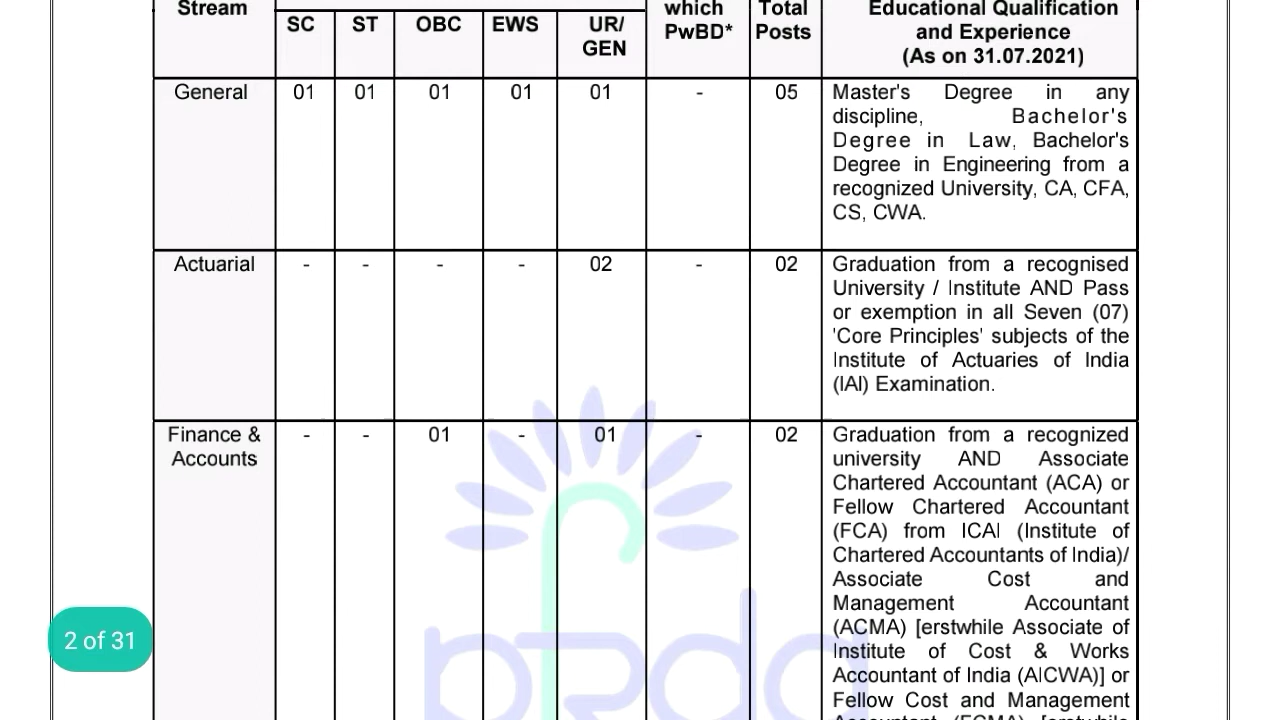 Stream
which
Total
Educational Qualification
SC ST OBC EWS UR/
PwBD*
Posts
and Experience
GEN
(As on 31.07.2021)
General 01 01 01 01 01 - 05 Master's Degree in any
discipline, Bachelor's
Degree in Law, Bachelor's
Degree in Engineering from a
recognized University, CA, CFA,
CS, CWA.
Actuarial - - - - 02 - 02 Graduation from a recognised
University / Institute AND Pass
or exemption in all Seven (07)
'Core Principles' subjects of the
Institute of Actuaries of India
(IAI) Examination.
Finance & - - 01 - 01 - 02 Graduation from a recognized
Accounts university AND Associate
Chartered Accountant (ACA) or
Fellow Chartered Accountant
(FCA) from ICAI (Institute of
Chartered Accountants of India)/
Associate Cost and
Management Accountant
(ACMA) [erstwhile Associate of
Institute of Cost & Works
Accountant of India (AICWA)] or
Fellow Cost and Management
Accountant (FCMA) [erstwhile
2 of 31
pfrda